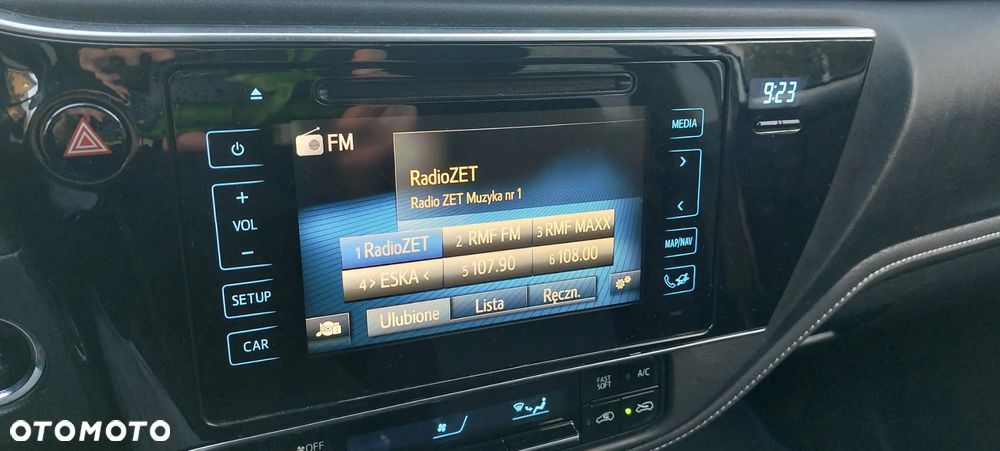 9:23
MEDIA
FM
RadioZET
Radio ZET Muzyka nr 1
+
VOL
−
>
<
1 RadioZET 2 RMF FM 3 RMF MAXX
4 > ESKA < 5 107.90 6 108.00
MAP/NAV
SETUP
Ulubione Lista Ręczn.
CAR
FAST SOFT
A/C
OFF
OTOMOTO